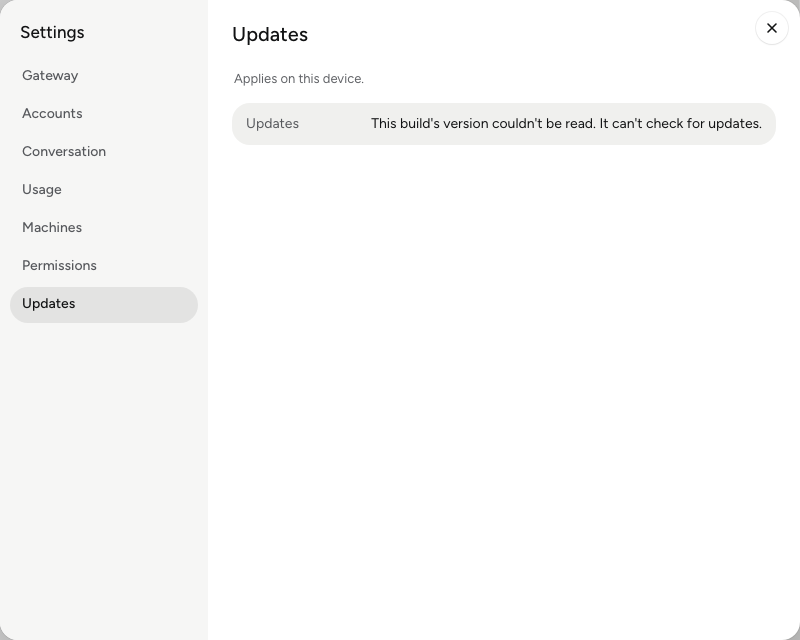 Settings
Gateway
Accounts
Conversation
Usage
Machines
Permissions
Updates
Updates
Applies on this device.
Updates This build's version couldn't be read. It can't check for updates.